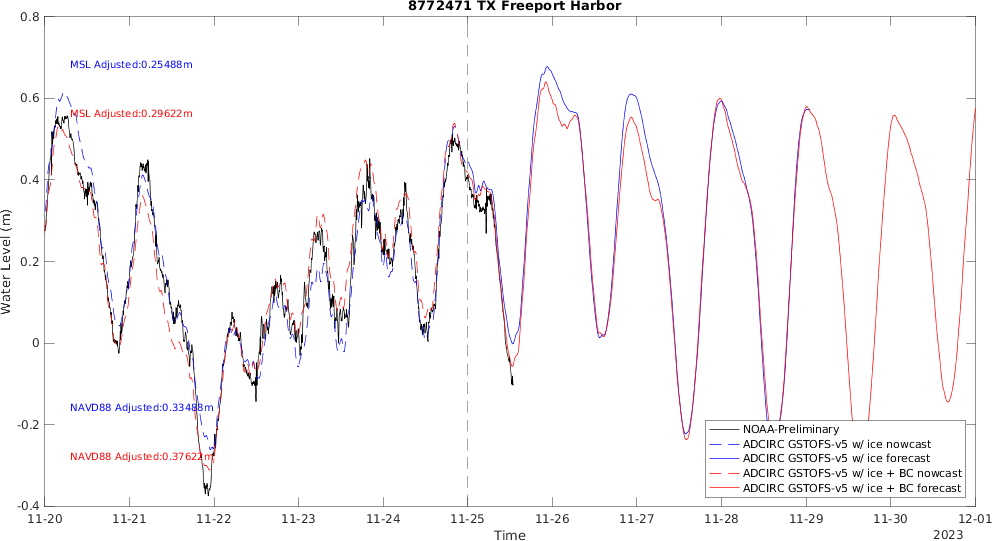 8772471 TX Freeport Harbor
Water Level (m)
0.8
0.6
0.4
0.2
0
-0.2
-0.4
MSL Adjusted:0.25488m
MSL Adjusted:0.29622m
NAVD88 Adjusted:0.33488m
NAVD88 Adjusted:0.37622m
NOAA-Preliminary
ADCIRC GSTOFS-v5 w/ ice nowcast
ADCIRC GSTOFS-v5 w/ ice forecast
ADCIRC GSTOFS-v5 w/ ice + BC nowcast
ADCIRC GSTOFS-v5 w/ ice + BC forecast
11-20 11-21 11-22 11-23 11-24 11-25 11-26 11-27 11-28 11-29 11-30 12-01
Time
2023